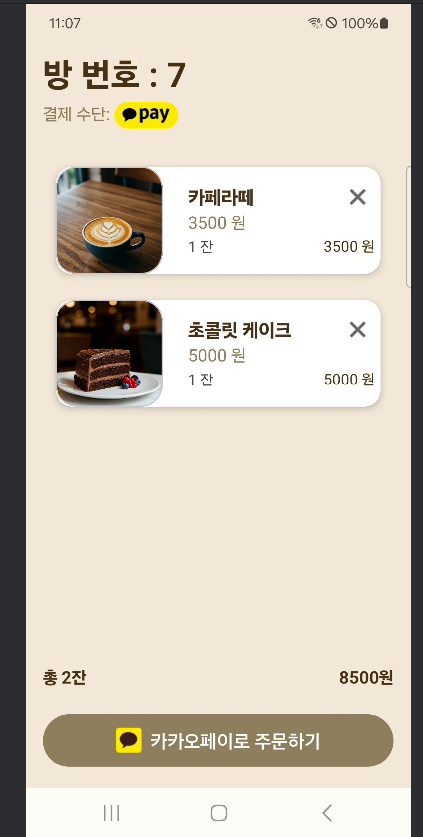 11:07 100%
방 번호 : 7
결제 수단: pay
카페라떼
3500 원
1 잔 3500 원
초콜릿 케이크
5000 원
1 잔 5000 원
총 2잔 8500원
카카오페이로 주문하기